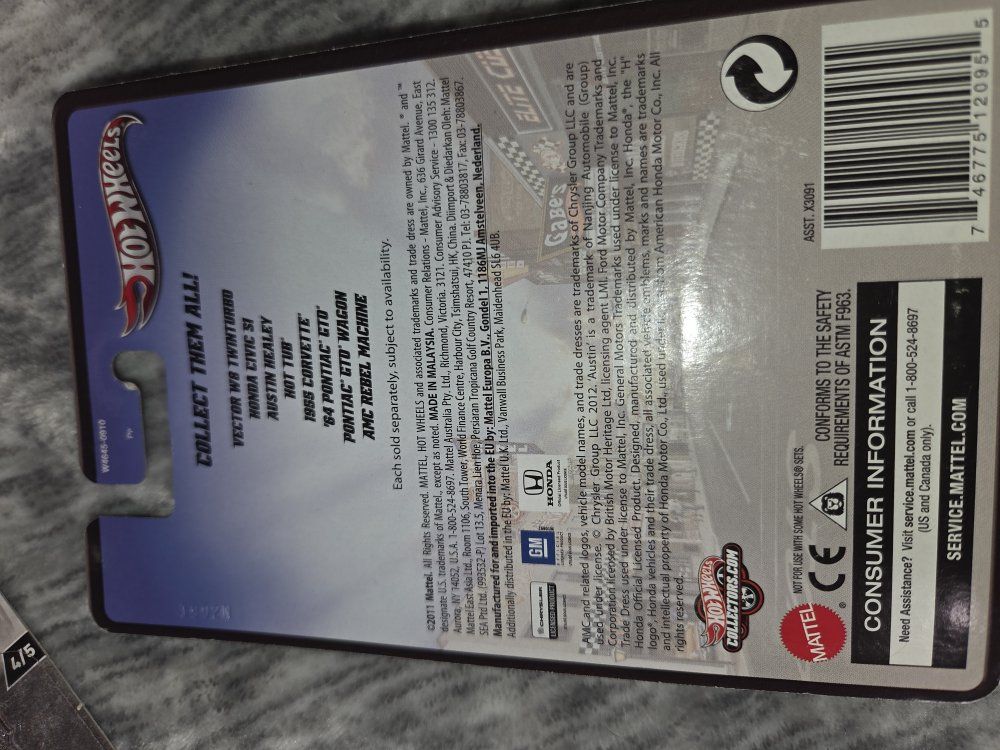 W4645-0910
HOT WHEELS
COLLECT THEM ALL!
VECTOR W8 TWINTURBO
HONDA CIVIC SI
AUSTIN HEALEY
HOT TUB™
1985 CORVETTE®
'64 PONTIAC® GTO®
PONTIAC® GTO® WAGON
AMC REBEL MACHINE
Each sold separately, subject to availability.
©2011 Mattel. All Rights Reserved. MATTEL, HOT WHEELS and associated trademarks and trade dress are owned by Mattel. ® and ™
designate U.S. trademarks of Mattel, except as noted. MADE IN MALAYSIA. Consumer Relations - Mattel, Inc., 636 Girard Avenue, East
Aurora, NY 14052, U.S.A. 1-800-524-8697. Mattel Australia Pty. Ltd., Richmond, Victoria. 3121. Consumer Advisory Service - 1300 135 312.
Mattel East Asia Ltd., Room 1106, South Tower, World Finance Centre, Harbour City, Tsimshatsui, HK, China. Diimport & Diedarkan Oleh: Mattel
SEA Ptd Ltd. (993532-P) Lot 13.5, Menara Lien Hoe, Persiaran Tropicana Golf Country Resort, 47410 PJ. Tel: 03-78803817, Fax: 03-78803867.
Manufactured for and imported into the EU by: Mattel Europa B.V., Gondel 1, 1186MJ Amstelveen, Nederland.
Additionally distributed in the EU by: Mattel U.K. Ltd., Vanwall Business Park, Maidenhead SL6 4UB.
ELITE
GaBe's
CHRYSLER
LICENSED PRODUCT
GM
HONDA
AMC and related logos, vehicle model names, and trade dresses are trademarks of Chrysler Group LLC and are
used under license. © Chrysler Group LLC 2012. 'Austin' is a trademark of Nanjing Automobile (Group)
Corporation licensed by British Motor Heritage Ltd, licensing agent LMI. Ford Motor Company Trademarks and
Trade Dress used under license to Mattel, Inc. General Motors Trademarks used under license to Mattel, Inc.
Honda Official Licensed Product. Designed, manufactured and distributed by Mattel, Inc. Honda®, the "H"
logo®, Honda vehicles and their trade dress, all associated vehicle emblems, marks and names are trademarks
and intellectual property of Honda Motor Co., Ltd., used under license from American Honda Motor Co., Inc. All
rights reserved.
HOT WHEELS
COLLECTORS.COM
ASST. X3091
7 46775 12095 5
MATTEL
®
NOT FOR USE WITH SOME HOT WHEELS® SETS.
CE
CONFORMS TO THE SAFETY
REQUIREMENTS OF ASTM F963.
CONSUMER INFORMATION
Need Assistance? Visit service.mattel.com or call 1-800-524-8697
(US and Canada only).
SERVICE.MATTEL.COM
4/5